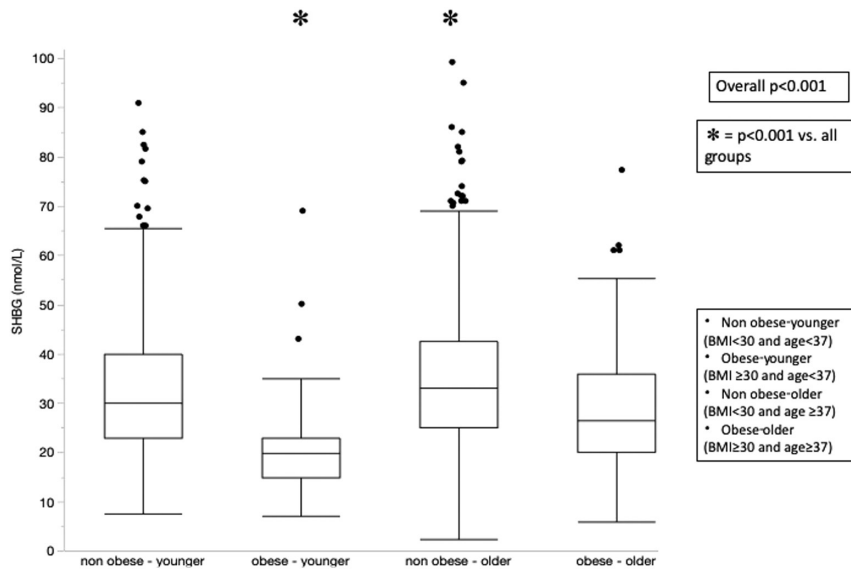 * *
100
90
80
70
60
50
40
30
20
10
0
SHBG (nmol/L)
non obese - younger
obese - younger
non obese - older
obese - older
Overall p<0.001
* = p<0.001 vs. all
groups
• Non obese-younger
(BMI<30 and age<37)
• Obese-younger
(BMI ≥30 and age<37)
• Non obese-older
(BMI<30 and age ≥37)
• Obese-older
(BMI≥30 and age≥37)